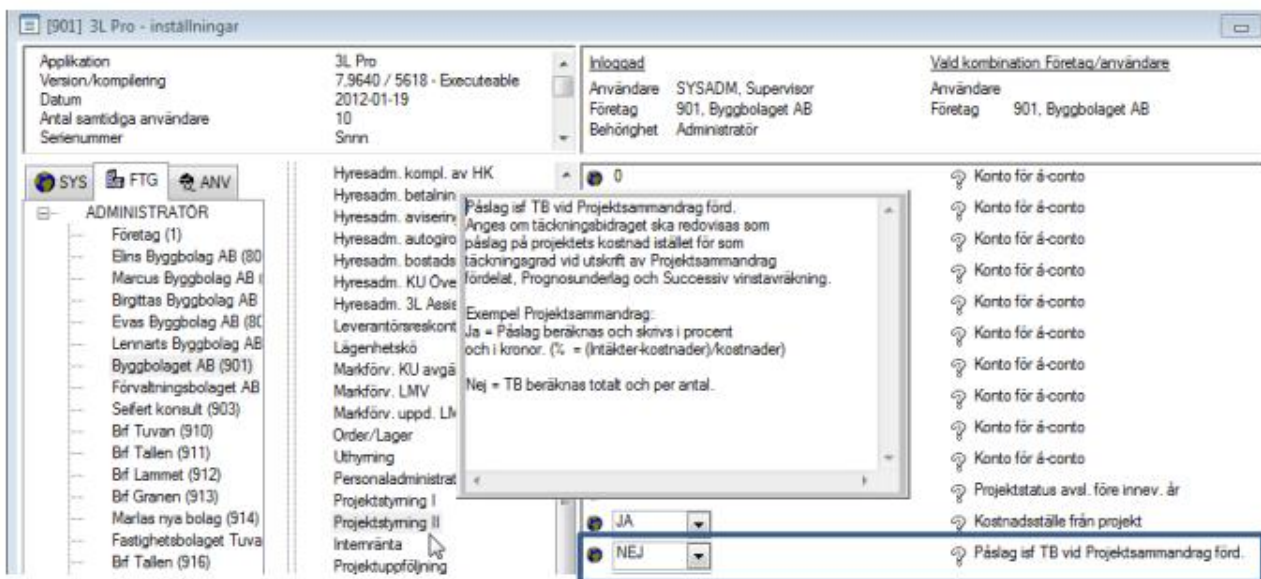 [901] 3L Pro - inställningar
Applikation 3L Pro
Version/kompilering 7.9640 / 5618 - Executeable
Datum 2012-01-19
Antal samtidiga användare 10
Serienummer Snnn
Inloggad
Användare SYSADM, Supervisor
Företag 901, Byggbolaget AB
Behörighet Administratör
Vald kombination Företag/användare
Användare
Företag 901, Byggbolaget AB
SYS FTG ANV
ADMINISTRATÖR
Företag (1)
Elins Byggbolag AB (80
Marcus Byggbolag AB (
Birgittas Byggbolag AB
Evas Byggbolag AB (80
Lennarts Byggbolag AB
Byggbolaget AB (901)
Förvaltningsbolaget AB
Seifert konsult (903)
Brf Tuvan (910)
Brf Tallen (911)
Brf Lammet (912)
Brf Granen (913)
Marias nya bolag (914)
Fastighetsbolaget Tuva
Brf Tallen (916)
Hyresadm. kompl. av HK
Hyresadm. betalnin
Hyresadm. avisering
Hyresadm. autogiro
Hyresadm. bostads
Hyresadm. KU Öve
Hyresadm. 3L Assis
Leverantörsreskont
Lägenhetskö
Markförv. KU avgä
Markförv. LMV
Markförv. uppd. LM
Order/Lager
Uthyrning
Personaladministrat
Projektstyrning I
Projektstyrning II
Internränta
Projektuppföljning
Påslag isf TB vid Projektsammandrag förd.
Anges om täckningsbidraget ska redovisas som
påslag på projektets kostnad istället för som
täckningsgrad vid utskrift av Projektsammandrag
fördelat, Prognosunderlag och Successiv vinstavräkning.
Exempel Projektsammandrag:
Ja = Påslag beräknas och skrivs i procent
och i kronor. (% = (Intäkter-kostnader)/kostnader)
Nej = TB beräknas totalt och per antal.
0 Konto för á-conto
Konto för á-conto
Konto för á-conto
Konto för á-conto
Konto för á-conto
Konto för á-conto
Konto för á-conto
Konto för á-conto
Konto för á-conto
Konto för á-conto
Projektstatus avsl. före innev. år
JA Kostnadsställe från projekt
NEJ Påslag isf TB vid Projektsammandrag förd.